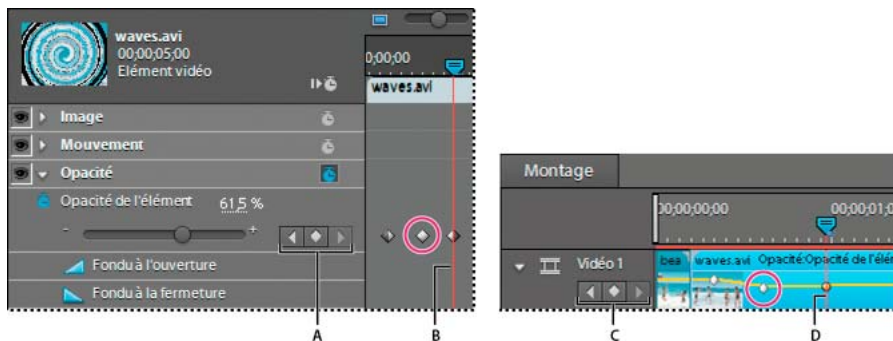 waves.avi
00;00;05;00
Elément vidéo
0;00;00
waves.avi
Image
Mouvement
Opacité
Opacité de l'élément 61,5 %
- +
Fondu à l'ouverture
Fondu à la fermeture
A B
Montage
00;00;00;00 00;00;01;0
Vidéo 1
bea waves.avi Opacité:Opacité de l'élér
C D